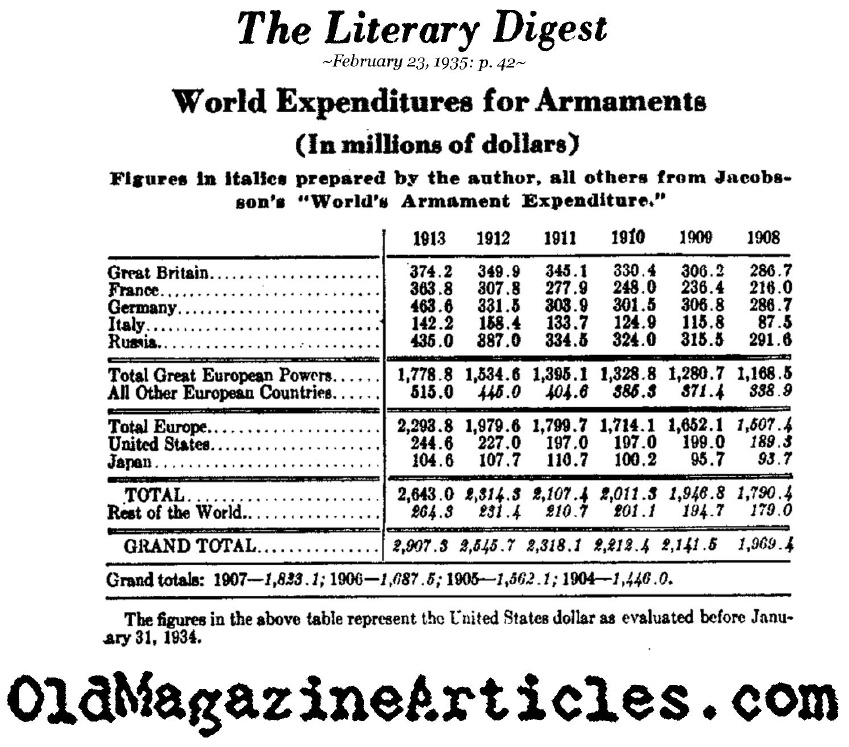 The Literary Digest
~February 23, 1935: p. 42~
World Expenditures for Armaments
(In millions of dollars)
Figures in italics prepared by the author, all others from Jacobs-
son's "World's Armament Expenditure."
1913 1912 1911 1910 1909 1908
Great Britain 374.2 349.9 345.1 330.4 306.2 286.7
France 363.8 307.8 277.9 248.0 236.4 216.0
Germany 463.6 331.5 303.9 301.5 306.8 286.7
Italy 142.2 158.4 133.7 124.9 115.8 87.5
Russia 435.0 387.0 334.5 324.0 315.5 291.6
Total Great European Powers 1,778.8 1,534.6 1,395.1 1,328.8 1,280.7 1,168.5
All Other European Countries 515.0 445.0 404.6 385.3 371.4 338.9
Total Europe 2,293.8 1,979.6 1,799.7 1,714.1 1,652.1 1,507.4
United States 244.6 227.0 197.0 197.0 199.0 189.3
Japan 104.6 107.7 110.7 100.2 95.7 93.7
TOTAL 2,643.0 2,314.3 2,107.4 2,011.3 1,946.8 1,790.4
Rest of the World 264.3 231.4 210.7 201.1 194.7 179.0
GRAND TOTAL 2,907.3 2,545.7 2,318.1 2,212.4 2,141.5 1,969.4
Grand totals: 1907—1,833.1; 1906—1,687.5; 1905—1,562.1; 1904—1,446.0.
The figures in the above table represent the United States dollar as evaluated before Janu-
ary 31, 1934.
OldMagazineArticles.com